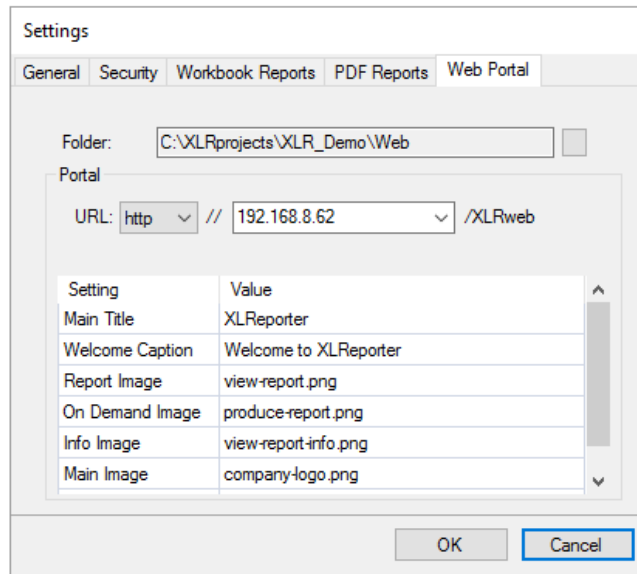 Settings
General Security Workbook Reports PDF Reports Web Portal
Folder: C:\XLRprojects\XLR_Demo\Web
Portal
URL: http // 192.168.8.62 /XLRweb
Setting Value
Main Title XLReporter
Welcome Caption Welcome to XLReporter
Report Image view-report.png
On Demand Image produce-report.png
Info Image view-report-info.png
Main Image company-logo.png
OK Cancel